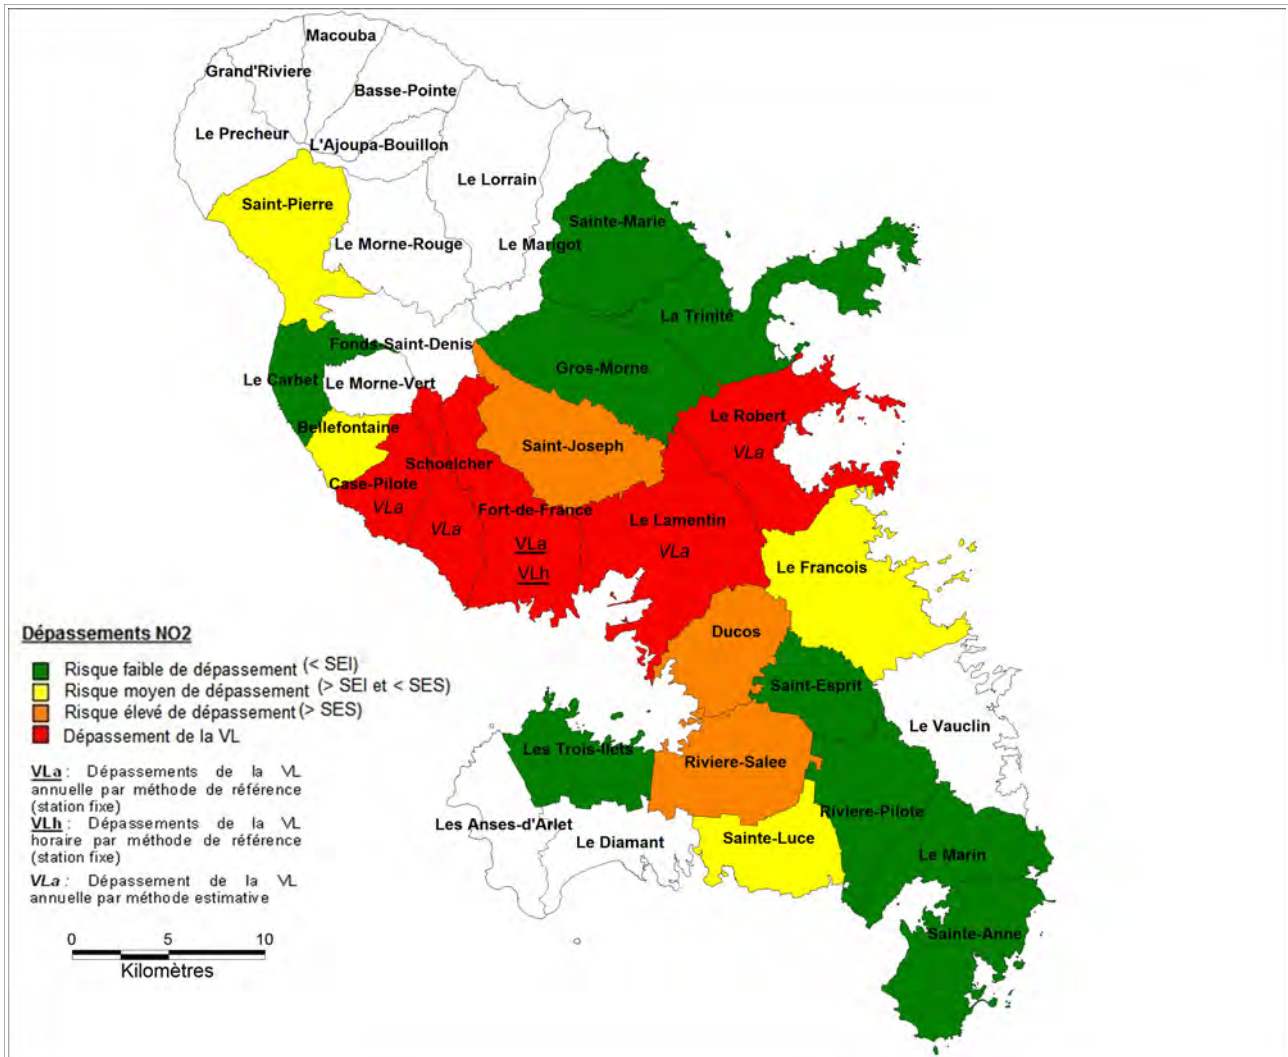 Macouba
Grand'Riviere
Basse-Pointe
Le Precheur
L'Ajoupa-Bouillon
Le Lorrain
Saint-Pierre
Sainte-Marie
Le Morne-Rouge
Le Marigot
La Trinité
Fonds-Saint-Denis
Gros-Morne
Le Carbet
Le Morne-Vert
Le Robert
Bellefontaine
Saint-Joseph
VLa
Schoelcher
Case-Pilote
VLa
Fort-de-France
Le Lamentin
VLa
VLa
VLa
VLh
Le Francois
Ducos
Saint-Esprit
Le Vauclin
Les Trois-Ilets
Riviere-Salee
Riviere-Pilote
Les Anses-d'Arlet
Le Diamant
Sainte-Luce
Le Marin
Sainte-Anne
Dépassements NO2
Risque faible de dépassement (< SEI)
Risque moyen de dépassement (> SEI et < SES)
Risque élevé de dépassement (> SES)
Dépassement de la VL
VLa : Dépassements de la VL
annuelle par méthode de référence
(station fixe)
VLh : Dépassements de la VL
horaire par méthode de référence
(station fixe)
VLa : Dépassement de la VL
annuelle par méthode estimative
0 5 10
Kilomètres